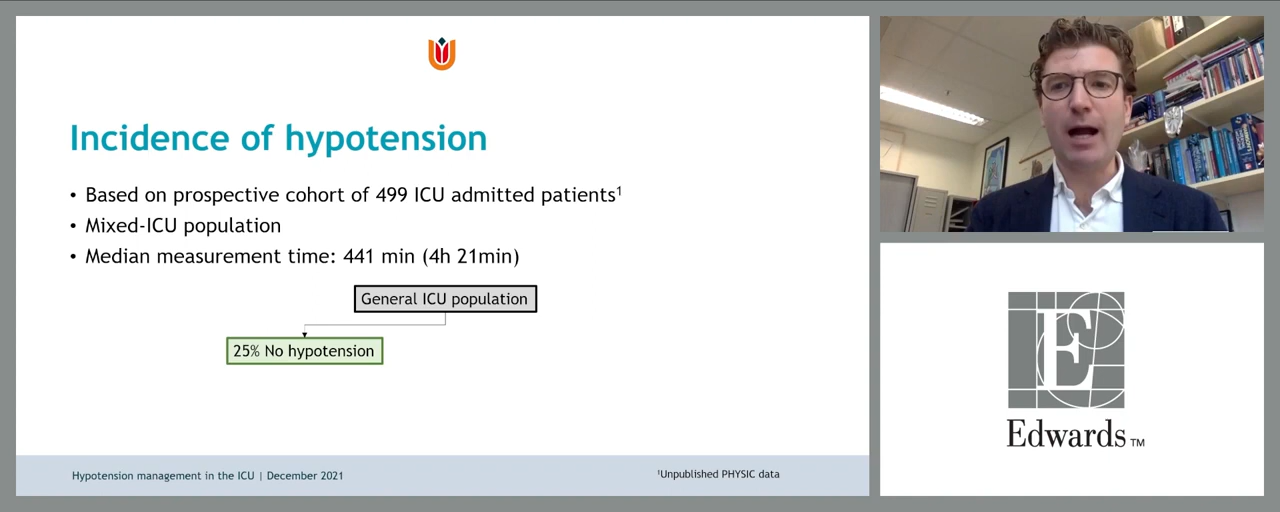 Incidence of hypotension
• Based on prospective cohort of 499 ICU admitted patients¹
• Mixed-ICU population
• Median measurement time: 441 min (4h 21min)
General ICU population
25% No hypotension
Hypotension management in the ICU | December 2021
¹Unpublished PHYSIC data
E
Edwards™